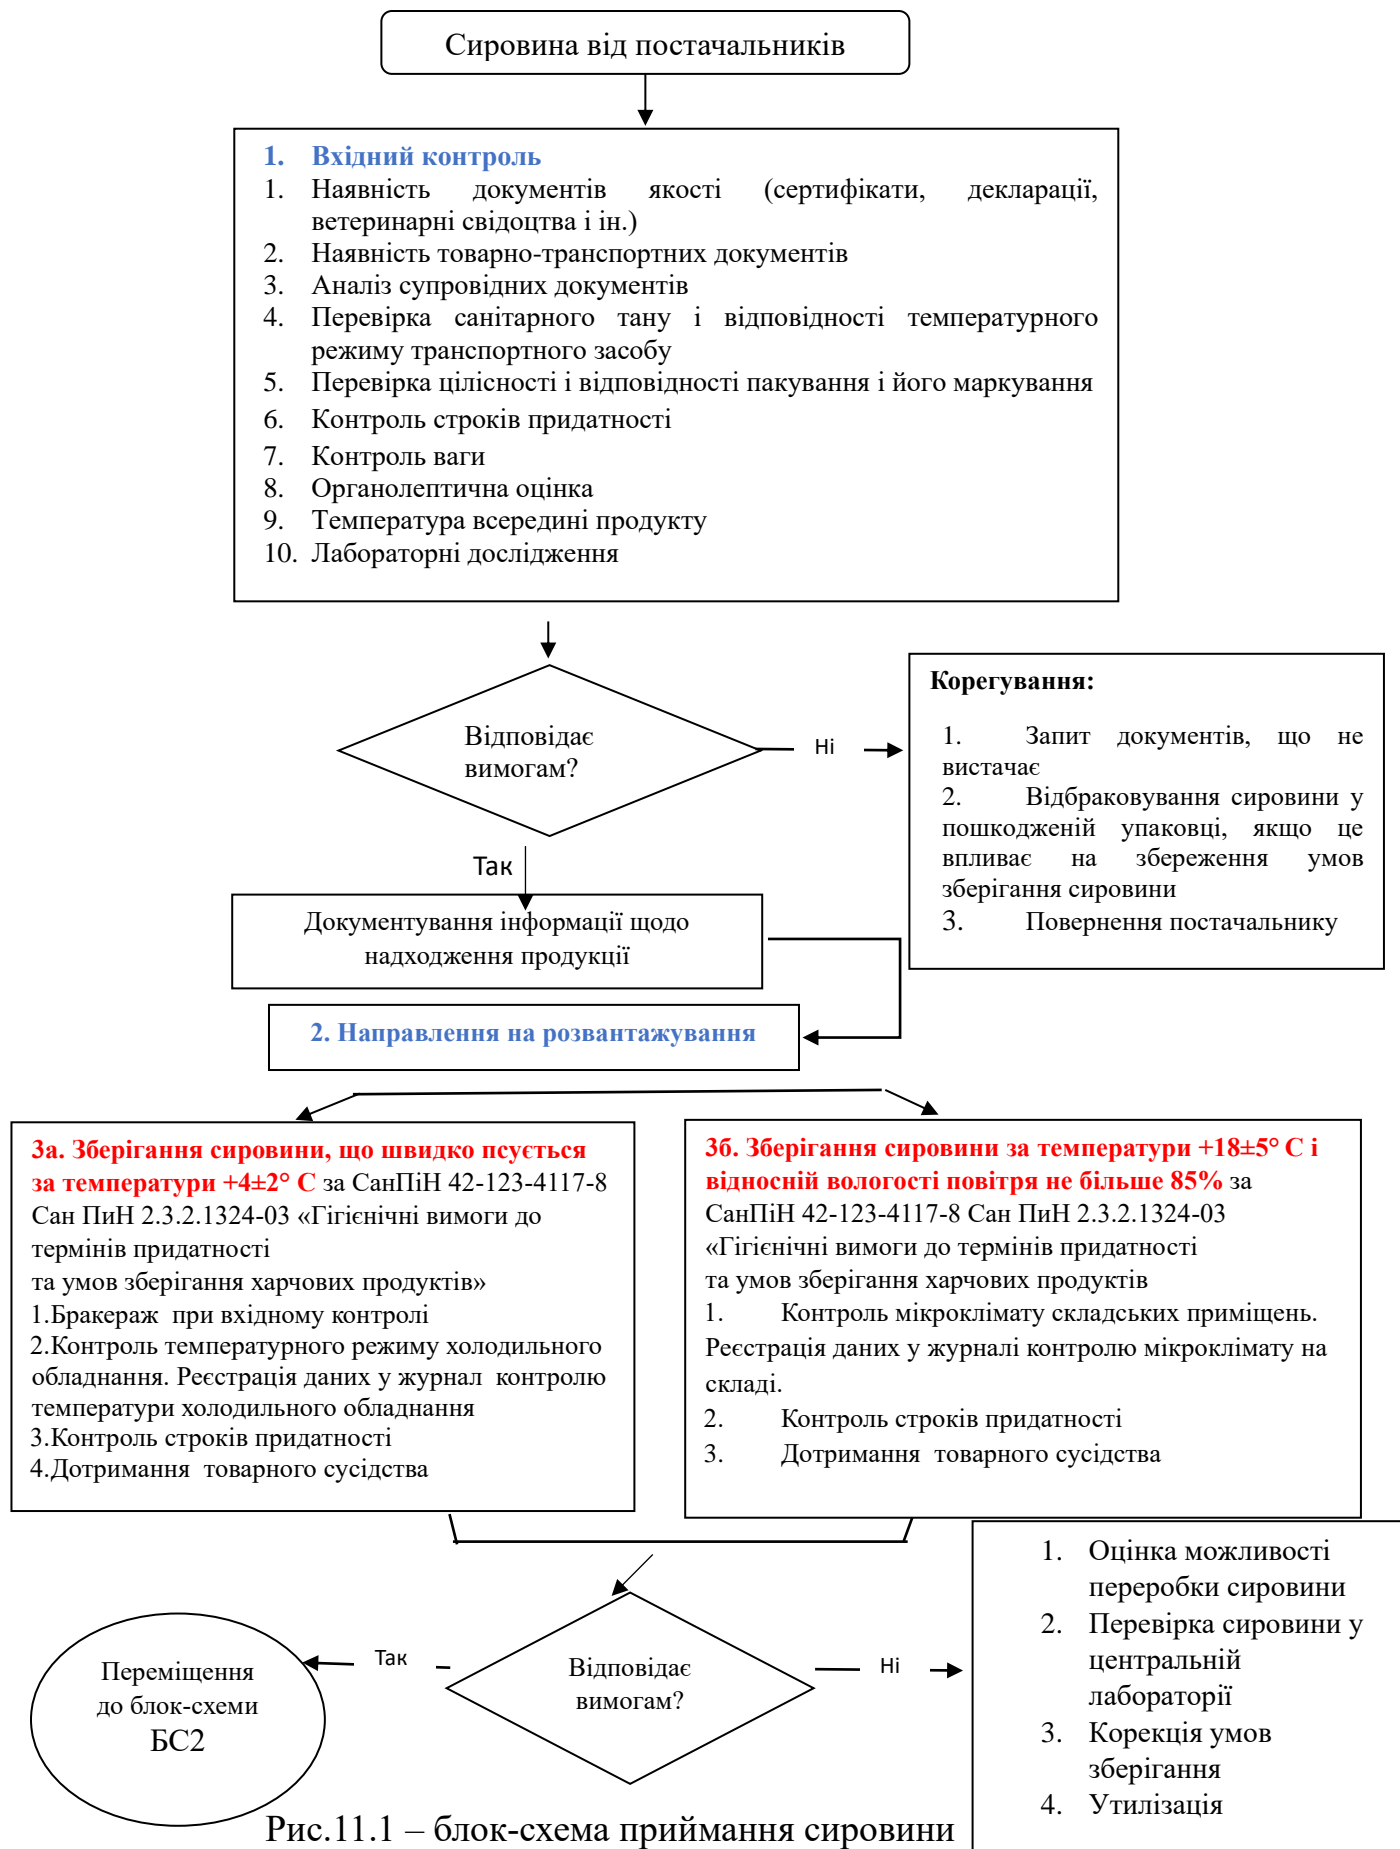 Сировина від постачальників
1. Вхідний контроль
1. Наявність документів якості (сертифікати, декларації,
ветеринарні свідоцтва і ін.)
2. Наявність товарно-транспортних документів
3. Аналіз супровідних документів
4. Перевірка санітарного тану і відповідності температурного
режиму транспортного засобу
5. Перевірка цілісності і відповідності пакування і його маркування
6. Контроль строків придатності
7. Контроль ваги
8. Органолептична оцінка
9. Температура всередині продукту
10. Лабораторні дослідження
Відповідає
вимогам?
Ні
Корегування:
1. Запит документів, що не
вистачає
2. Відбраковування сировини у
пошкодженій упаковці, якщо це
впливає на збереження умов
зберігання сировини
3. Повернення постачальнику
Так
Документування інформації щодо
надходження продукції
2. Направлення на розвантажування
3а. Зберігання сировини, що швидко псується
за температури +4±2° С за СанПіН 42-123-4117-8
Сан ПиН 2.3.2.1324-03 «Гігієнічні вимоги до
термінів придатності
та умов зберігання харчових продуктів»
1.Бракераж при вхідному контролі
2.Контроль температурного режиму холодильного
обладнання. Реєстрація даних у журнал контролю
температури холодильного обладнання
3.Контроль строків придатності
4.Дотримання товарного сусідства
3б. Зберігання сировини за температури +18±5° С і
відносній вологості повітря не більше 85% за
СанПіН 42-123-4117-8 Сан ПиН 2.3.2.1324-03
«Гігієнічні вимоги до термінів придатності
та умов зберігання харчових продуктів
1. Контроль мікроклімату складських приміщень.
Реєстрація даних у журналі контролю мікроклімату на
складі.
2. Контроль строків придатності
3. Дотримання товарного сусідства
Переміщення
до блок-схеми
БС2
Так
Відповідає
вимогам?
Ні
1. Оцінка можливості
переробки сировини
2. Перевірка сировини у
центральній
лабораторії
3. Корекція умов
зберігання
4. Утилізація
Рис.11.1 – блок-схема приймання сировини